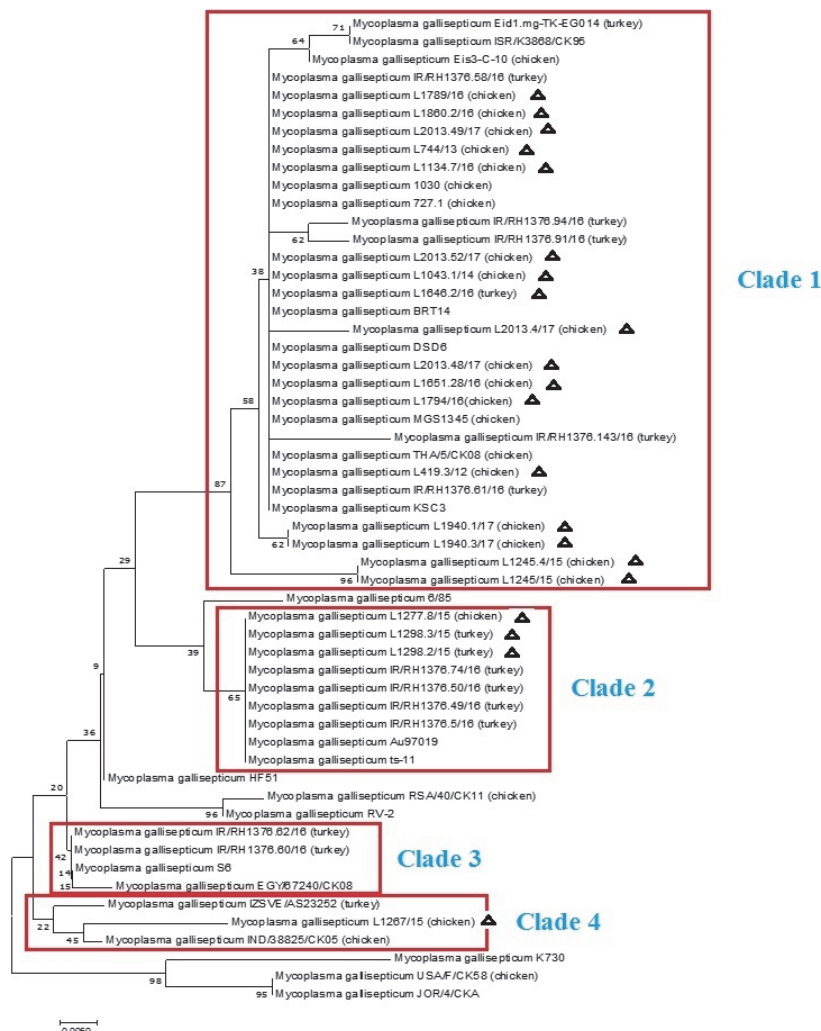 71
Mycoplasma gallisepticum Eid1.mg-TK-EG014 (turkey)
Mycoplasma gallisepticum ISR/K3868/CK95
64
Mycoplasma gallisepticum Eis3-C-10 (chicken)
Mycoplasma gallisepticum IR/RH1376.58/16 (turkey)
Mycoplasma gallisepticum L1789/16 (chicken)
Mycoplasma gallisepticum L1860.2/16 (chicken)
Mycoplasma gallisepticum L2013.49/17 (chicken)
Mycoplasma gallisepticum L744/13 (chicken)
Mycoplasma gallisepticum L1134.7/16 (chicken)
Mycoplasma gallisepticum 1030 (chicken)
Mycoplasma gallisepticum 727.1 (chicken)
Mycoplasma gallisepticum IR/RH1376.94/16 (turkey)
62
Mycoplasma gallisepticum IR/RH1376.91/16 (turkey)
Mycoplasma gallisepticum L2013.52/17 (chicken)
38
Mycoplasma gallisepticum L1043.1/14 (chicken)
Clade 1
Mycoplasma gallisepticum L1646.2/16 (turkey)
Mycoplasma gallisepticum BRT14
Mycoplasma gallisepticum L2013.4/17 (chicken)
Mycoplasma gallisepticum DSD6
Mycoplasma gallisepticum L2013.48/17 (chicken)
Mycoplasma gallisepticum L1651.28/16 (chicken)
58
Mycoplasma gallisepticum L1794/16(chicken)
Mycoplasma gallisepticum MGS1345 (chicken)
Mycoplasma gallisepticum IR/RH1376.143/16 (turkey)
Mycoplasma gallisepticum THA/5/CK08 (chicken)
Mycoplasma gallisepticum L419.3/12 (chicken)
87
Mycoplasma gallisepticum IR/RH1376.61/16 (turkey)
Mycoplasma gallisepticum KSC3
Mycoplasma gallisepticum L1940.1/17 (chicken)
62
Mycoplasma gallisepticum L1940.3/17 (chicken)
29
Mycoplasma gallisepticum L1245.4/15 (chicken)
96
Mycoplasma gallisepticum L1245/15 (chicken)
Mycoplasma gallisepticum 6/85
Mycoplasma gallisepticum L1277.8/15 (chicken)
Mycoplasma gallisepticum L1298.3/15 (turkey)
39
Mycoplasma gallisepticum L1298.2/15 (turkey)
9
Mycoplasma gallisepticum IR/RH1376.74/16 (turkey)
Mycoplasma gallisepticum IR/RH1376.50/16 (turkey)
Clade 2
65
Mycoplasma gallisepticum IR/RH1376.49/16 (turkey)
Mycoplasma gallisepticum IR/RH1376.5/16 (turkey)
36
Mycoplasma gallisepticum Au97019
Mycoplasma gallisepticum ts-11
Mycoplasma gallisepticum HF51
20
Mycoplasma gallisepticum RSA/40/CK11 (chicken)
96
Mycoplasma gallisepticum RV-2
Mycoplasma gallisepticum IR/RH1376.62/16 (turkey)
42
Mycoplasma gallisepticum IR/RH1376.60/16 (turkey)
Clade 3
14
Mycoplasma gallisepticum S6
15
Mycoplasma gallisepticum EGY/67240/CK08
Mycoplasma gallisepticum IZSVE/AS23252 (turkey)
22
Mycoplasma gallisepticum L1267/15 (chicken)
Clade 4
45
Mycoplasma gallisepticum IND/38825/CK05 (chicken)
Mycoplasma gallisepticum K730
98
Mycoplasma gallisepticum USA/F/CK58 (chicken)
95
Mycoplasma gallisepticum JOR/4/CKA
0.0050